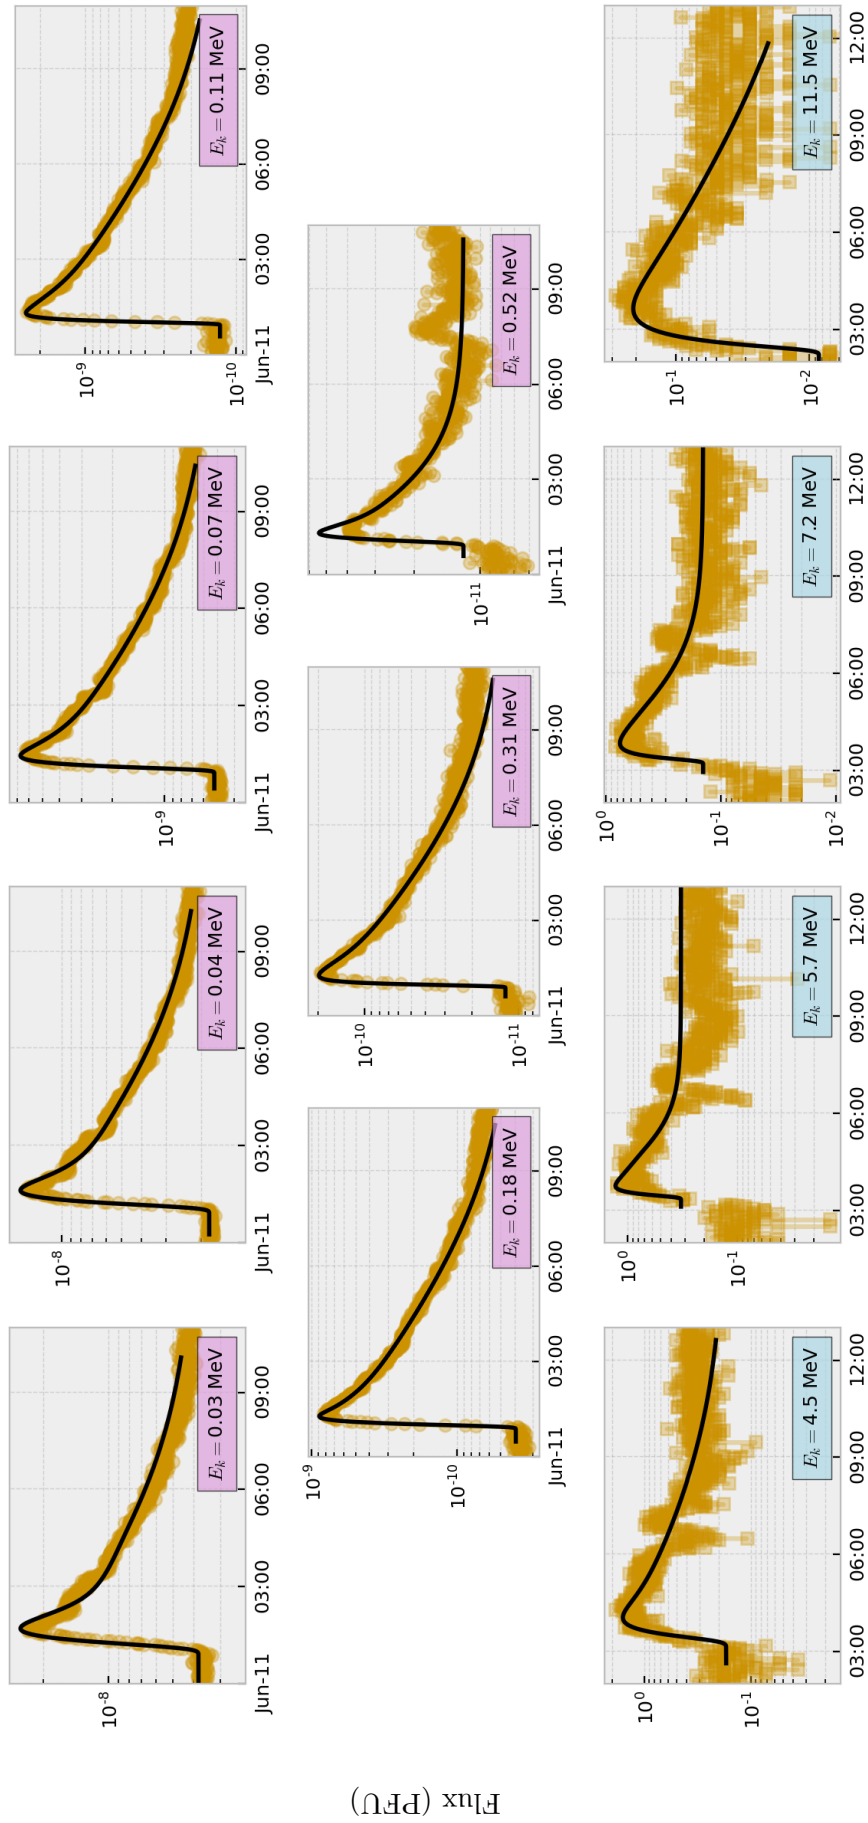 Flux (PFU)
10⁻⁸
Jun-11
03:00
06:00
09:00
E_k = 0.03 MeV
10⁻⁸
Jun-11
03:00
06:00
09:00
E_k = 0.04 MeV
10⁻⁹
Jun-11
03:00
06:00
09:00
E_k = 0.07 MeV
10⁻⁹
10⁻¹⁰
Jun-11
03:00
06:00
09:00
E_k = 0.11 MeV
10⁻⁹
10⁻¹⁰
Jun-11
03:00
06:00
09:00
E_k = 0.18 MeV
10⁻¹⁰
10⁻¹¹
Jun-11
03:00
06:00
09:00
E_k = 0.31 MeV
10⁻¹¹
Jun-11
03:00
06:00
09:00
E_k = 0.52 MeV
10⁰
10⁻¹
03:00
06:00
09:00
12:00
E_k = 4.5 MeV
10⁰
10⁻¹
03:00
06:00
09:00
12:00
E_k = 5.7 MeV
10⁰
10⁻¹
10⁻²
03:00
06:00
09:00
12:00
E_k = 7.2 MeV
10⁻¹
10⁻²
03:00
06:00
09:00
12:00
E_k = 11.5 MeV